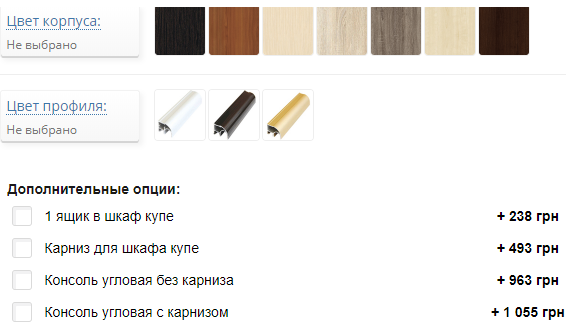 Цвет корпуса:
Не выбрано
Цвет профиля:
Не выбрано
Дополнительные опции:
1 ящик в шкаф купе + 238 грн
Карниз для шкафа купе + 493 грн
Консоль угловая без карниза + 963 грн
Консоль угловая с карнизом + 1 055 грн